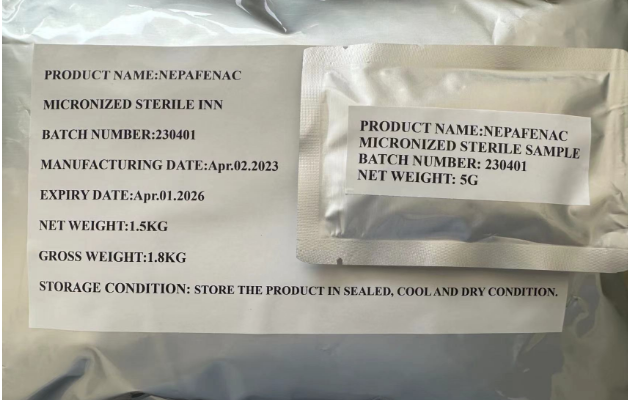 PRODUCT NAME:NEPAFENAC
MICRONIZED STERILE INN
BATCH NUMBER:230401
MANUFACTURING DATE:Apr.02.2023
EXPIRY DATE:Apr.01.2026
NET WEIGHT:1.5KG
GROSS WEIGHT:1.8KG
STORAGE CONDITION: STORE THE PRODUCT IN SEALED, COOL AND DRY CONDITION.
PRODUCT NAME:NEPAFENAC
MICRONIZED STERILE SAMPLE
BATCH NUMBER: 230401
NET WEIGHT: 5G